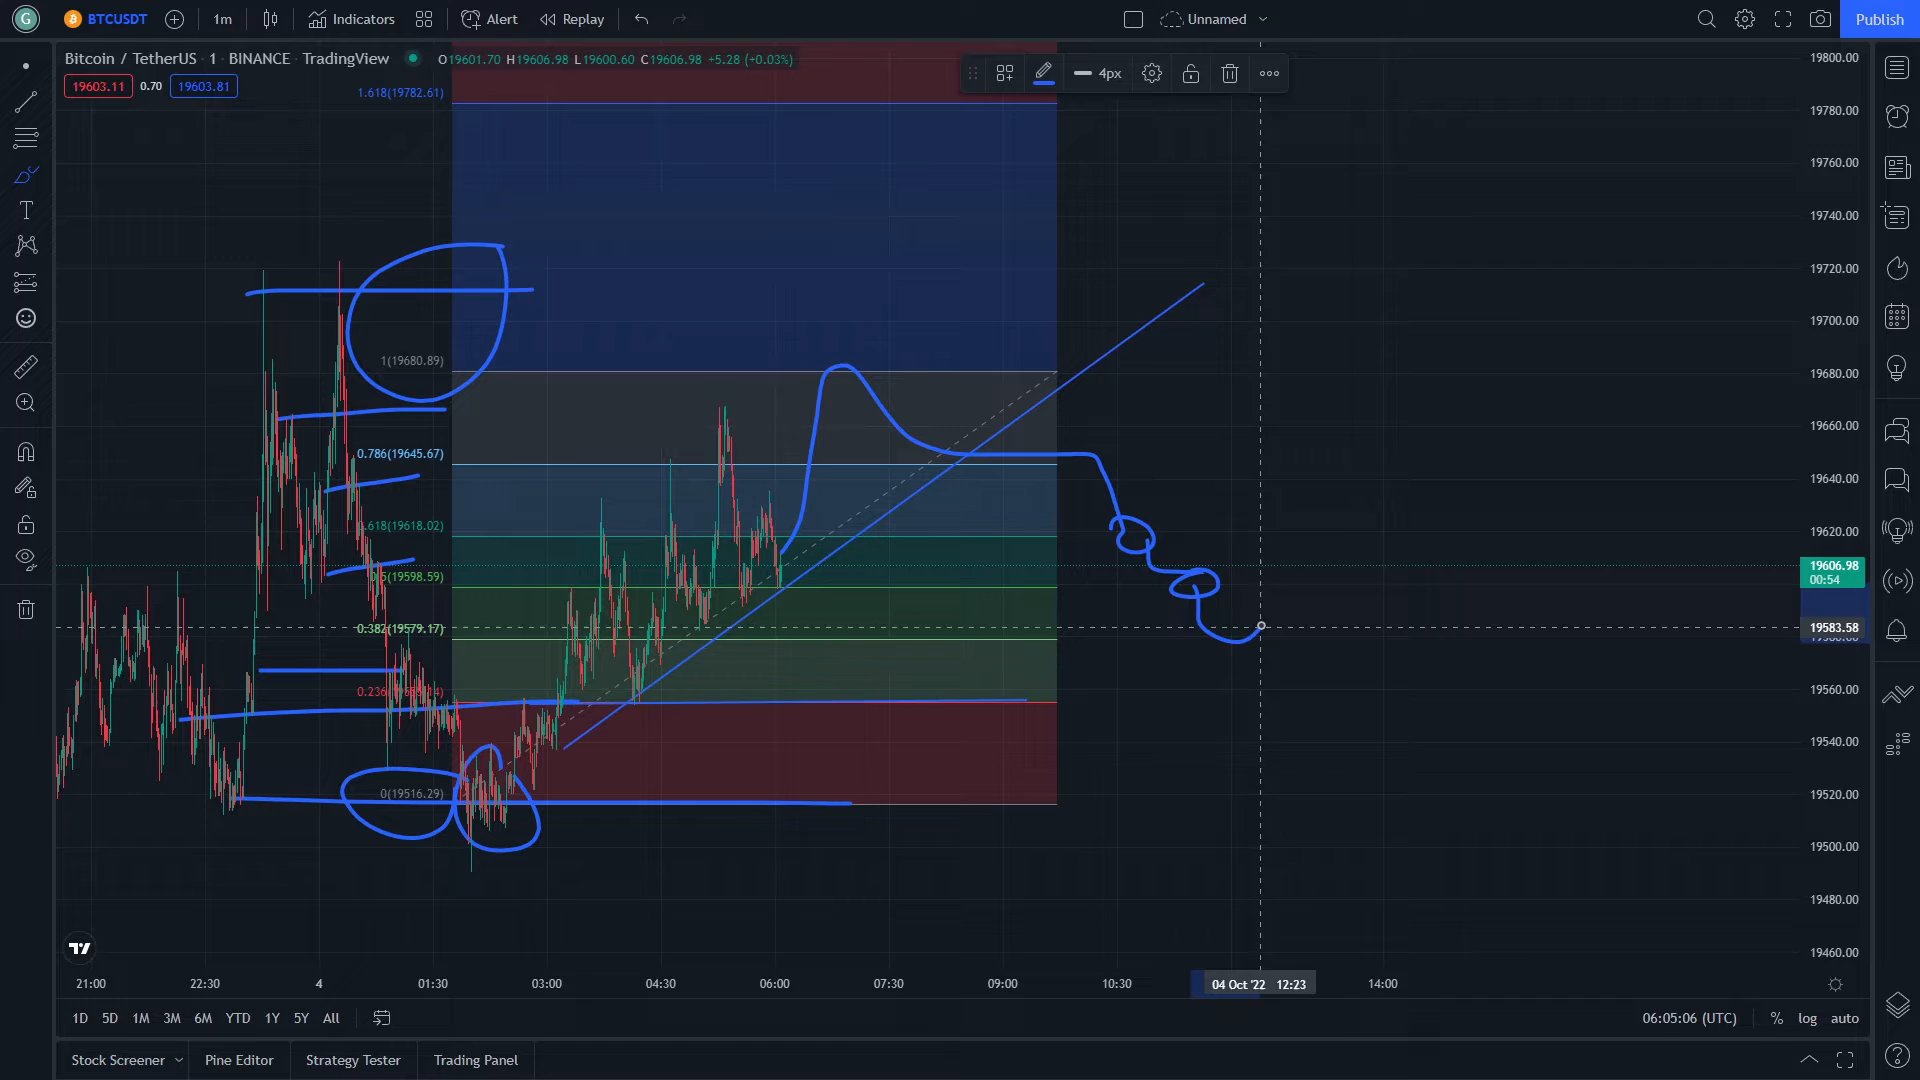 G
BTCUSDT
1m
Indicators
Alert
Replay
Unnamed
Publish
Bitcoin / TetherUS · 1 · BINANCE · TradingView
O19601.70 H19606.98 L19600.60 C19606.98 +5.28 (+0.03%)
19603.11
0.70
19603.81
4px
1.618(19782.61)
1(19680.89)
0.786(19645.67)
0.618(19618.02)
0.5(19598.59)
0.382(19579.17)
0(19516.29)
19800.00
19780.00
19760.00
19740.00
19720.00
19700.00
19680.00
19660.00
19640.00
19620.00
19606.98
00:54
19583.58
19560.00
19540.00
19520.00
19500.00
19480.00
19460.00
21:00
22:30
4
01:30
03:00
04:30
06:00
07:30
09:00
10:30
04 Oct '22 12:23
14:00
1D
5D
1M
3M
6M
YTD
1Y
5Y
All
06:05:06 (UTC)
%
log
auto
Stock Screener
Pine Editor
Strategy Tester
Trading Panel